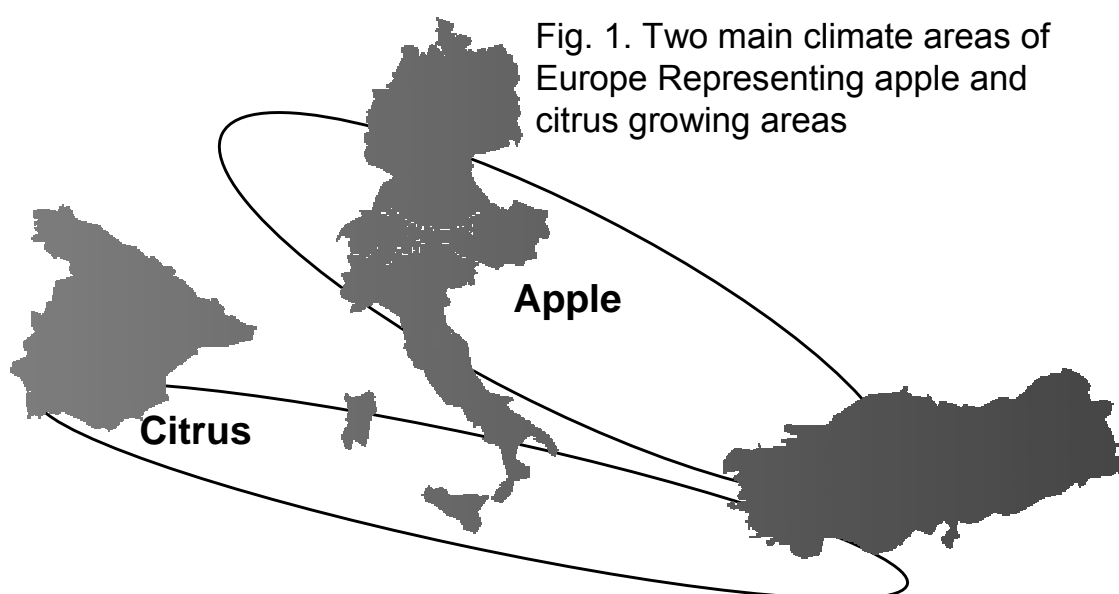 Fig. 1. Two main climate areas of
Europe Representing apple and
citrus growing areas
Apple
Citrus